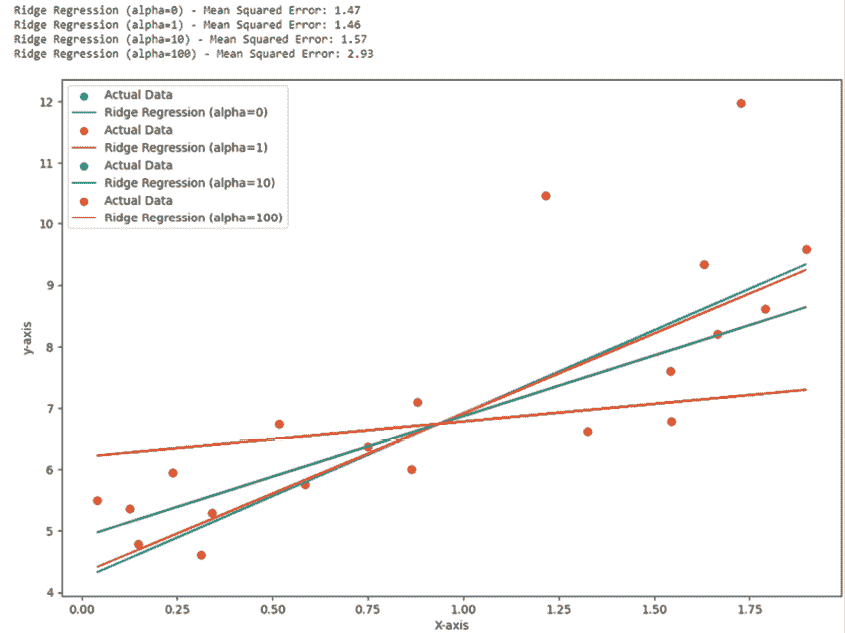 Ridge Regression (alpha=0) - Mean Squared Error: 1.47
Ridge Regression (alpha=1) - Mean Squared Error: 1.46
Ridge Regression (alpha=10) - Mean Squared Error: 1.57
Ridge Regression (alpha=100) - Mean Squared Error: 2.93
Actual Data
Ridge Regression (alpha=0)
Actual Data
Ridge Regression (alpha=1)
Actual Data
Ridge Regression (alpha=10)
Actual Data
Ridge Regression (alpha=100)
12
11
10
9
8
7
6
5
4
y-axis
0.00 0.25 0.50 0.75 1.00 1.25 1.50 1.75
X-axis